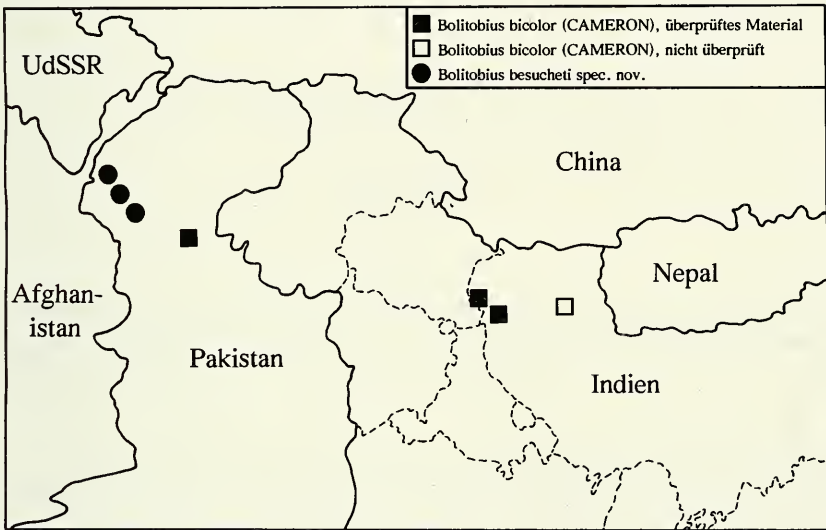 Bolitobius bicolor (CAMERON), überprüftes Material
Bolitobius bicolor (CAMERON), nicht überprüft
Bolitobius besucheti spec. nov.
UdSSR
China
Nepal
Afghan-
istan
Pakistan
Indien